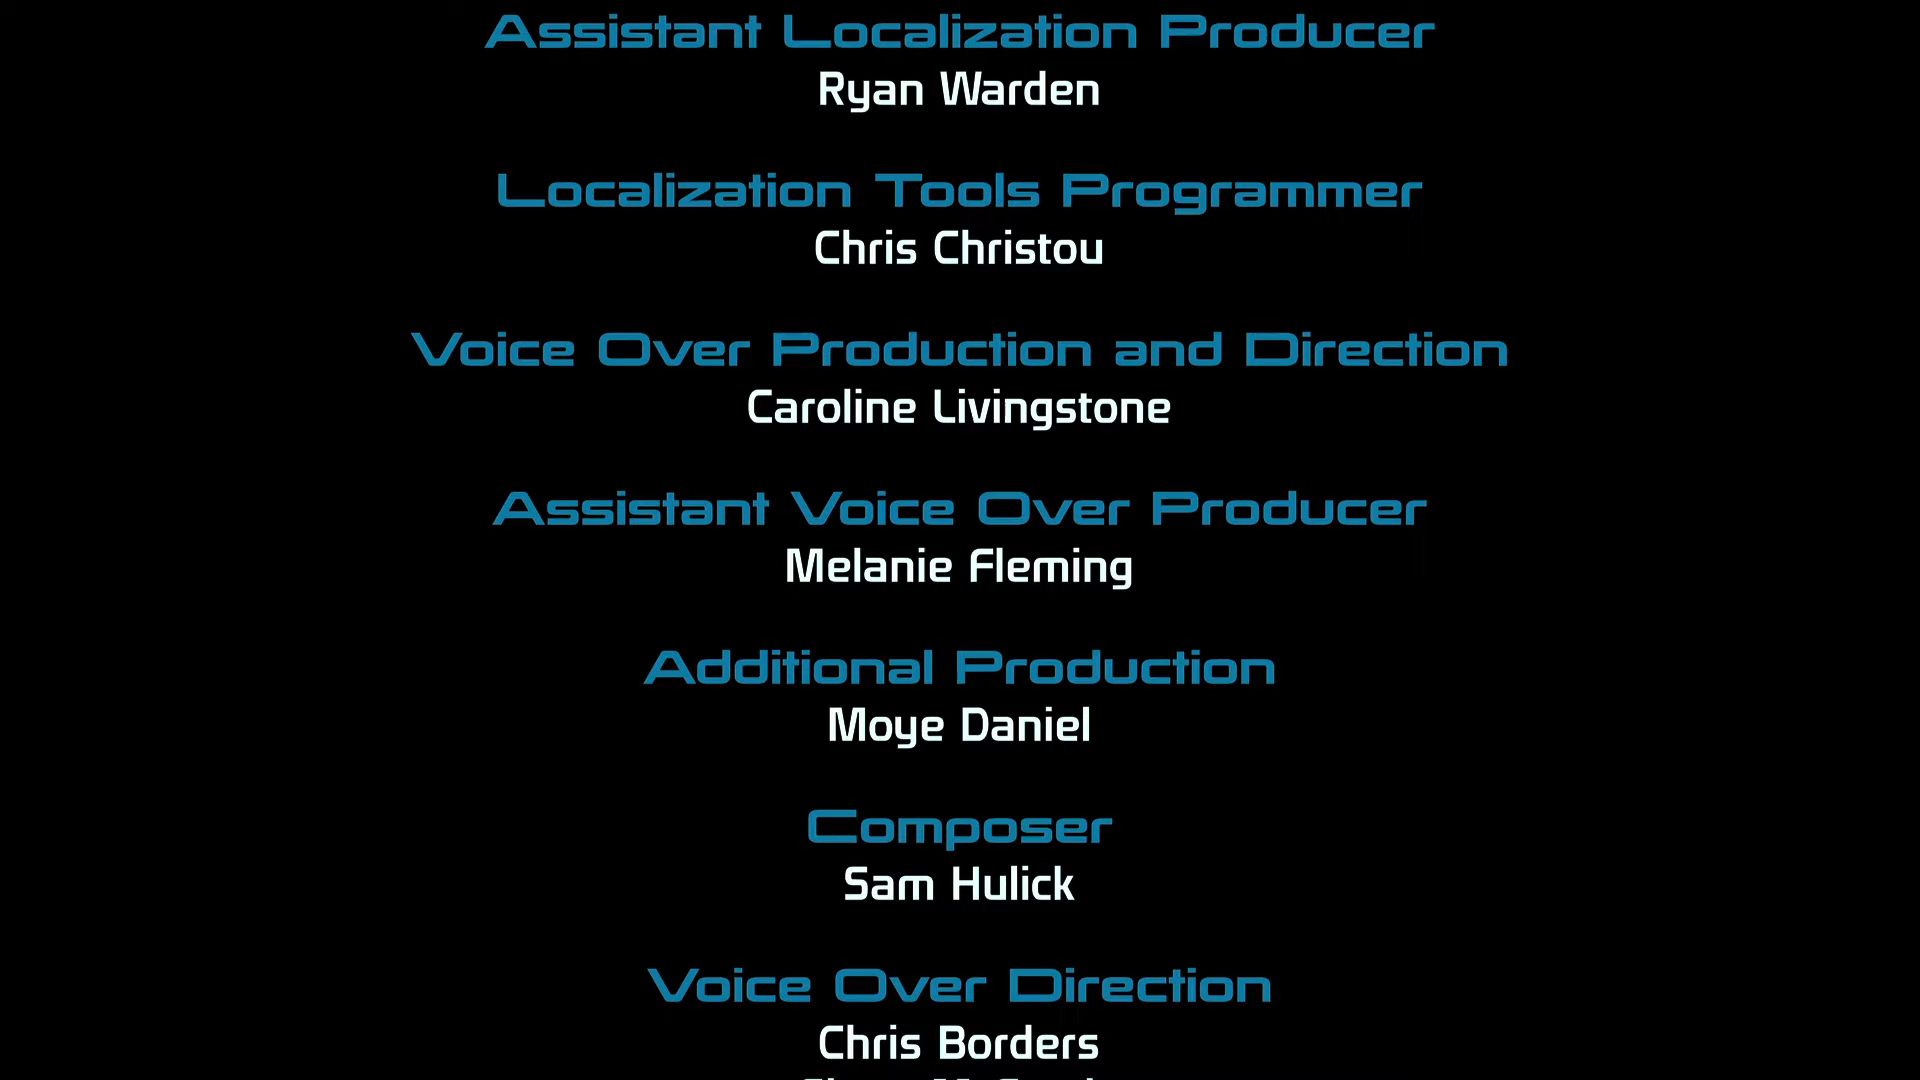 Assistant Localization Producer
Ryan Warden
Localization Tools Programmer
Chris Christou
Voice Over Production and Direction
Caroline Livingstone
Assistant Voice Over Producer
Melanie Fleming
Additional Production
Moye Daniel
Composer
Sam Hulick
Voice Over Direction
Chris Borders